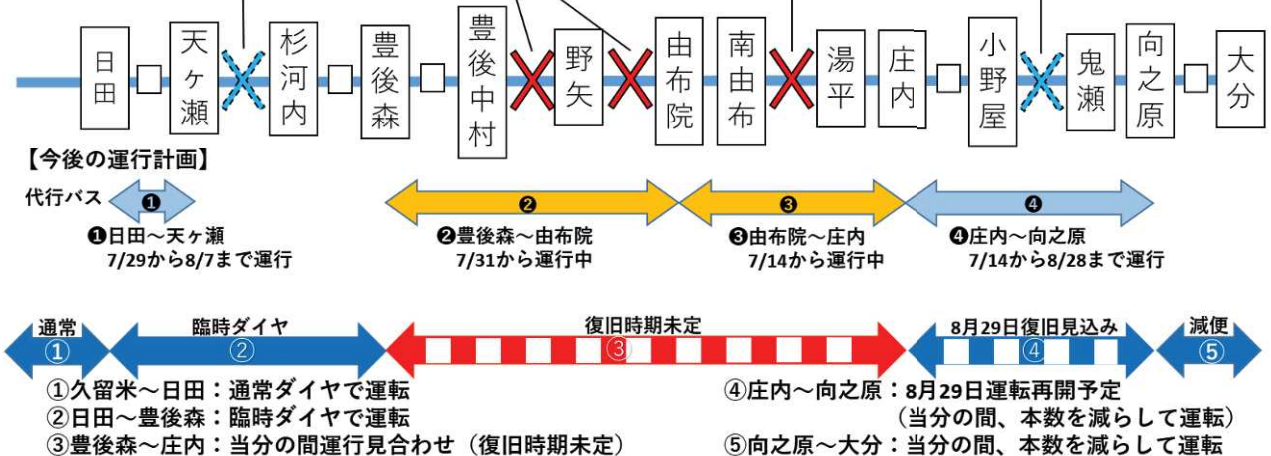 日田
天ヶ瀬
杉河内
豊後森
豊後中村
野矢
由布院
南由布
湯平
庄内
小野屋
鬼瀬
向之原
大分
【今後の運行計画】
代行バス
❶
❷
❸
❹
❶日田～天ヶ瀬
7/29から8/7まで運行
❷豊後森～由布院
7/31から運行中
❸由布院～庄内
7/14から運行中
❹庄内～向之原
7/14から8/28まで運行
通常
①
臨時ダイヤ
②
復旧時期未定
③
8月29日復旧見込み
④
減便
⑤
①久留米～日田：通常ダイヤで運転
②日田～豊後森：臨時ダイヤで運転
③豊後森～庄内：当分の間運行見合わせ（復旧時期未定）
④庄内～向之原：8月29日運転再開予定
（当分の間、本数を減らして運転）
⑤向之原～大分：当分の間、本数を減らして運転